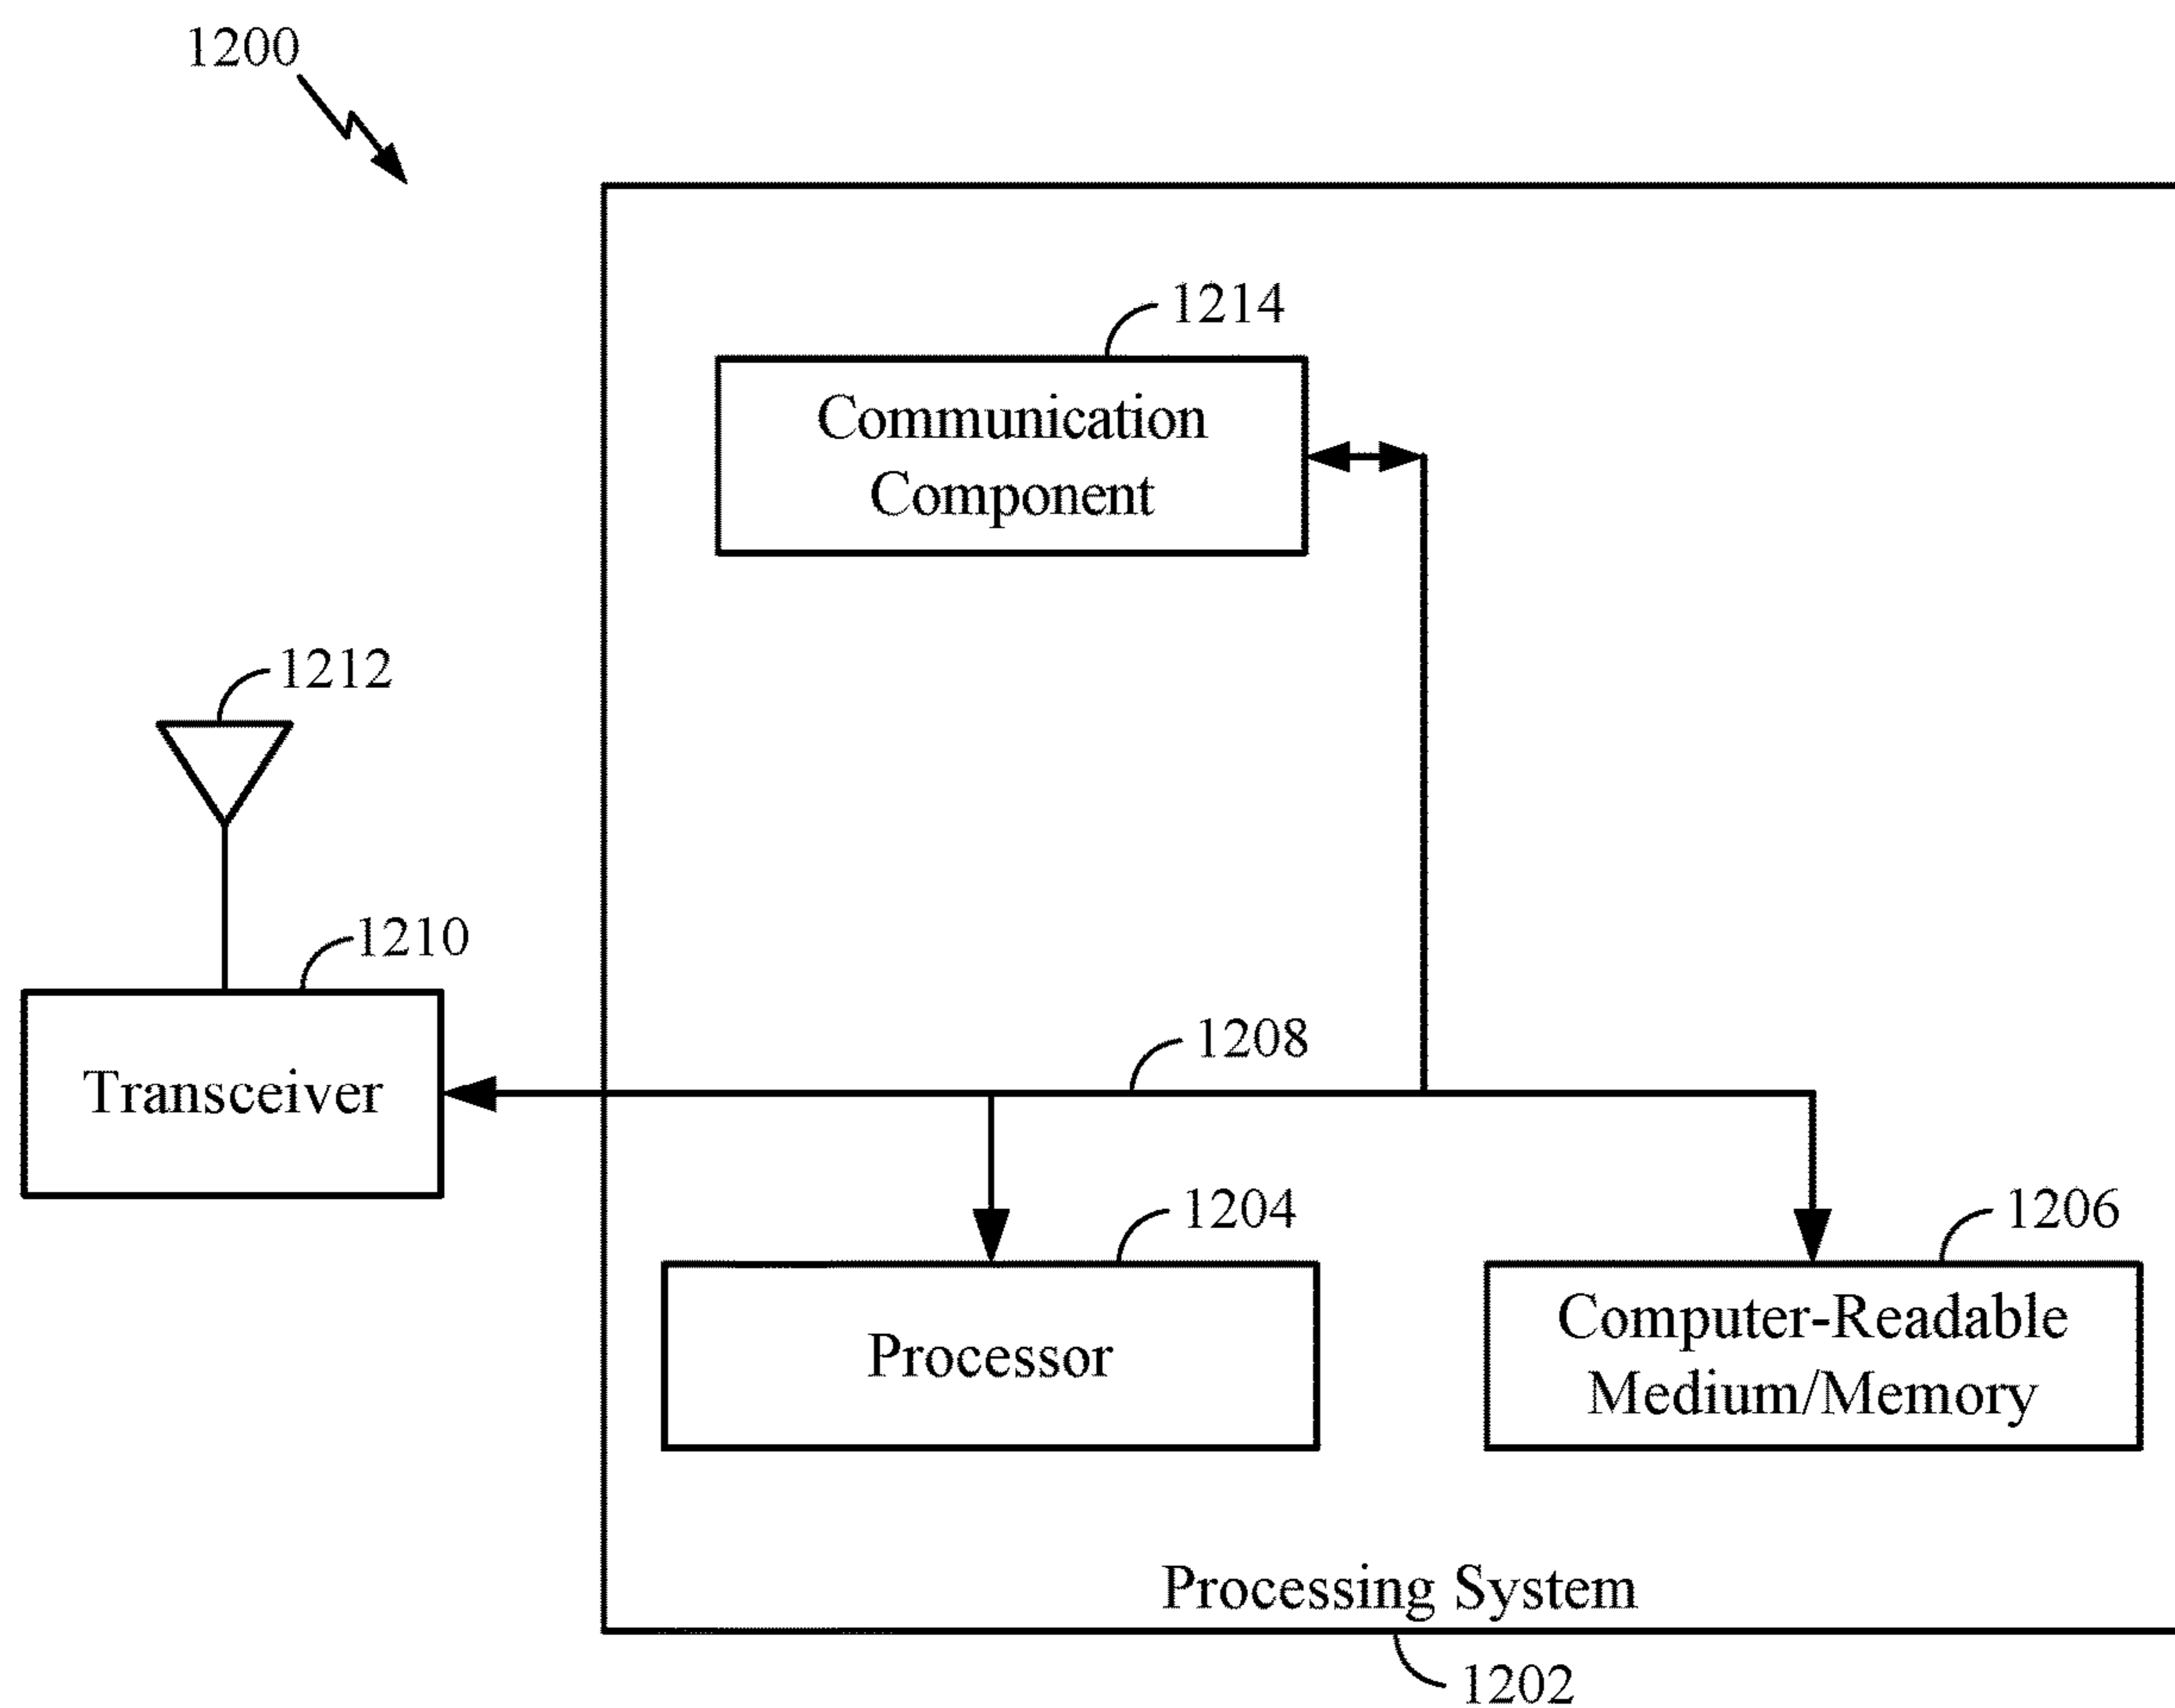 1200
1214
Communication
Component
1212
1210
Transceiver
1208
1204
Processor
1206
Computer-Readable
Medium/Memory
Processing System
1202